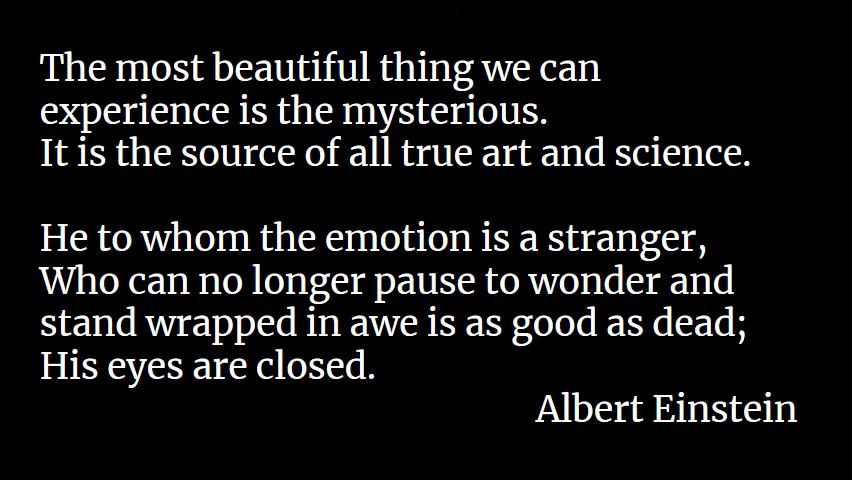 The most beautiful thing we can
experience is the mysterious.
It is the source of all true art and science.
He to whom the emotion is a stranger,
Who can no longer pause to wonder and
stand wrapped in awe is as good as dead;
His eyes are closed.
Albert Einstein